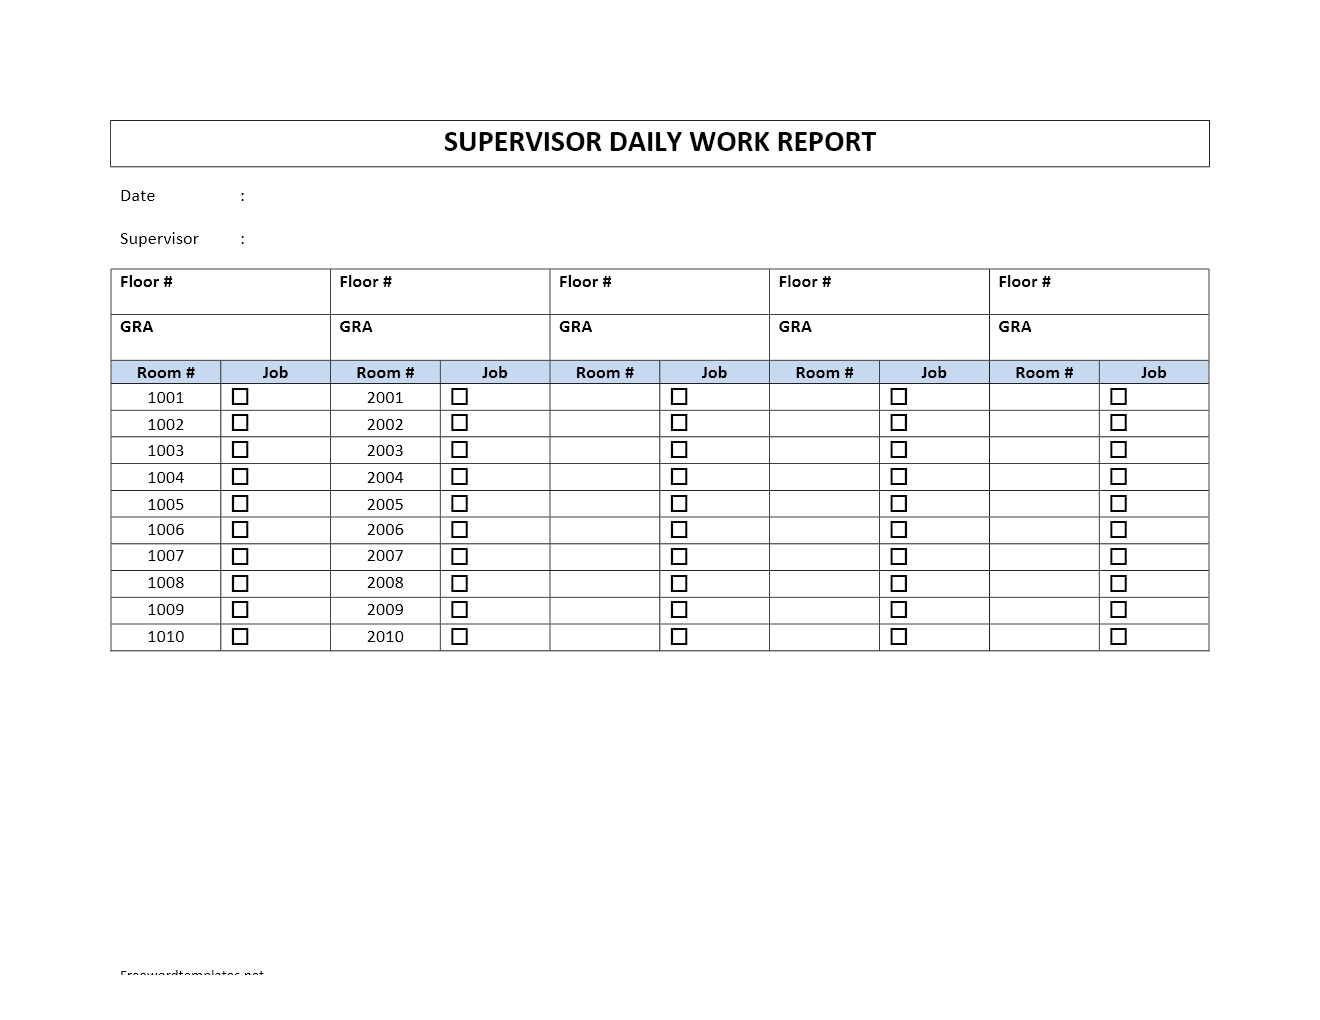 SUPERVISOR DAILY WORK REPORT
Date :
Supervisor :
Floor # Floor # Floor # Floor # Floor #
GRA GRA GRA GRA GRA
Room # Job Room # Job Room # Job Room # Job Room # Job
1001 ☐ 2001 ☐ ☐ ☐ ☐
1002 ☐ 2002 ☐ ☐ ☐ ☐
1003 ☐ 2003 ☐ ☐ ☐ ☐
1004 ☐ 2004 ☐ ☐ ☐ ☐
1005 ☐ 2005 ☐ ☐ ☐ ☐
1006 ☐ 2006 ☐ ☐ ☐ ☐
1007 ☐ 2007 ☐ ☐ ☐ ☐
1008 ☐ 2008 ☐ ☐ ☐ ☐
1009 ☐ 2009 ☐ ☐ ☐ ☐
1010 ☐ 2010 ☐ ☐ ☐ ☐
Freewordtemplates.net